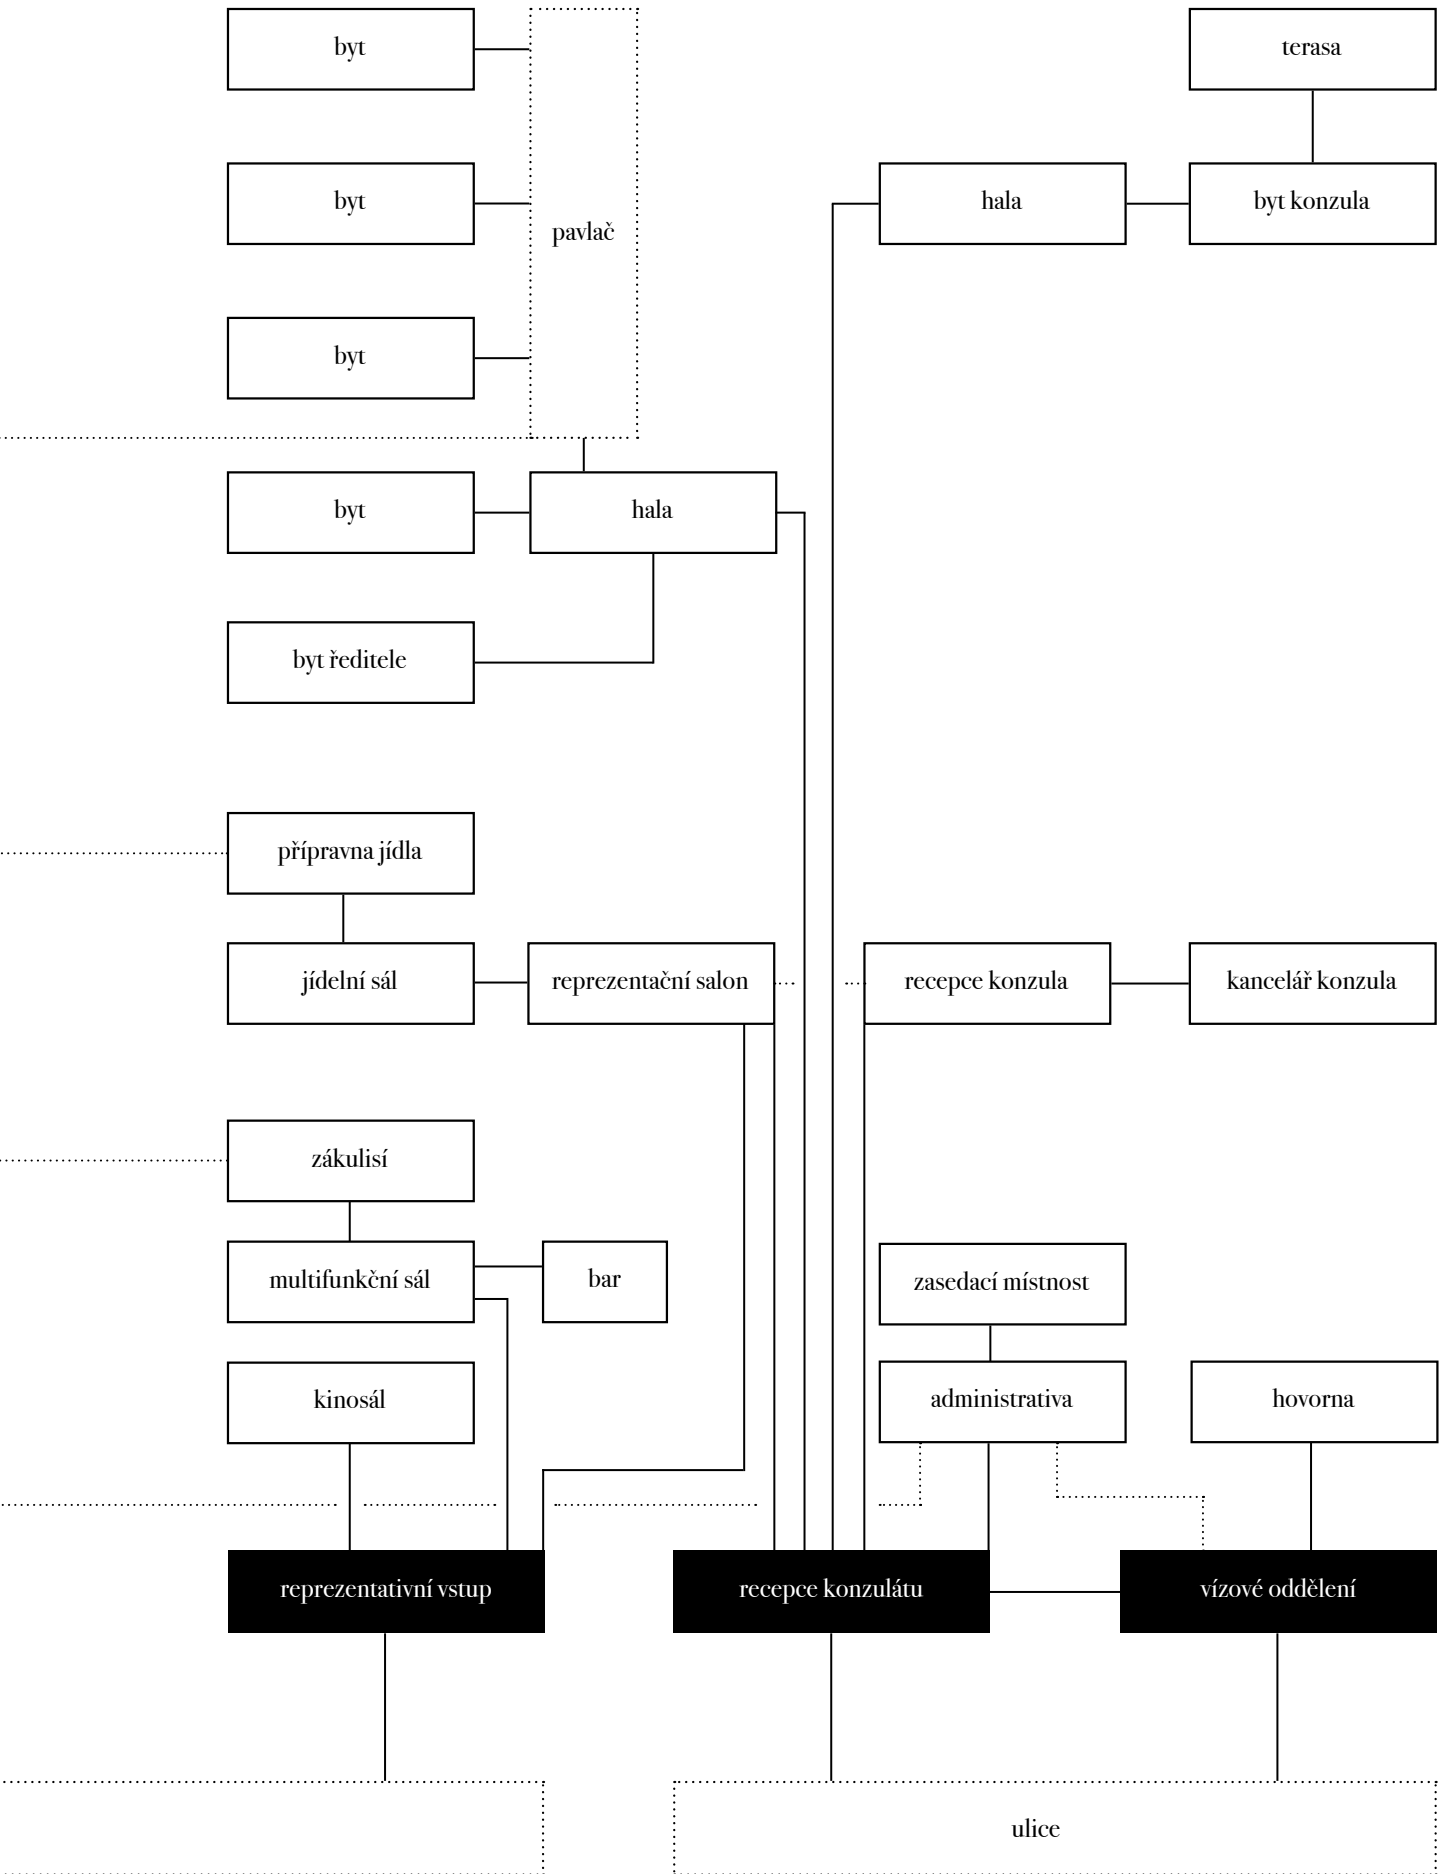 byt
terasa
byt
pavlač
hala
byt konzula
byt
byt
hala
byt ředitele
přípravna jídla
jídelní sál
reprezentační salon
recepce konzula
kancelář konzula
zákulisí
multifunkční sál
bar
zasedací místnost
kinosál
administrativa
hovorna
reprezentativní vstup
recepce konzulátu
vízové oddělení
ulice